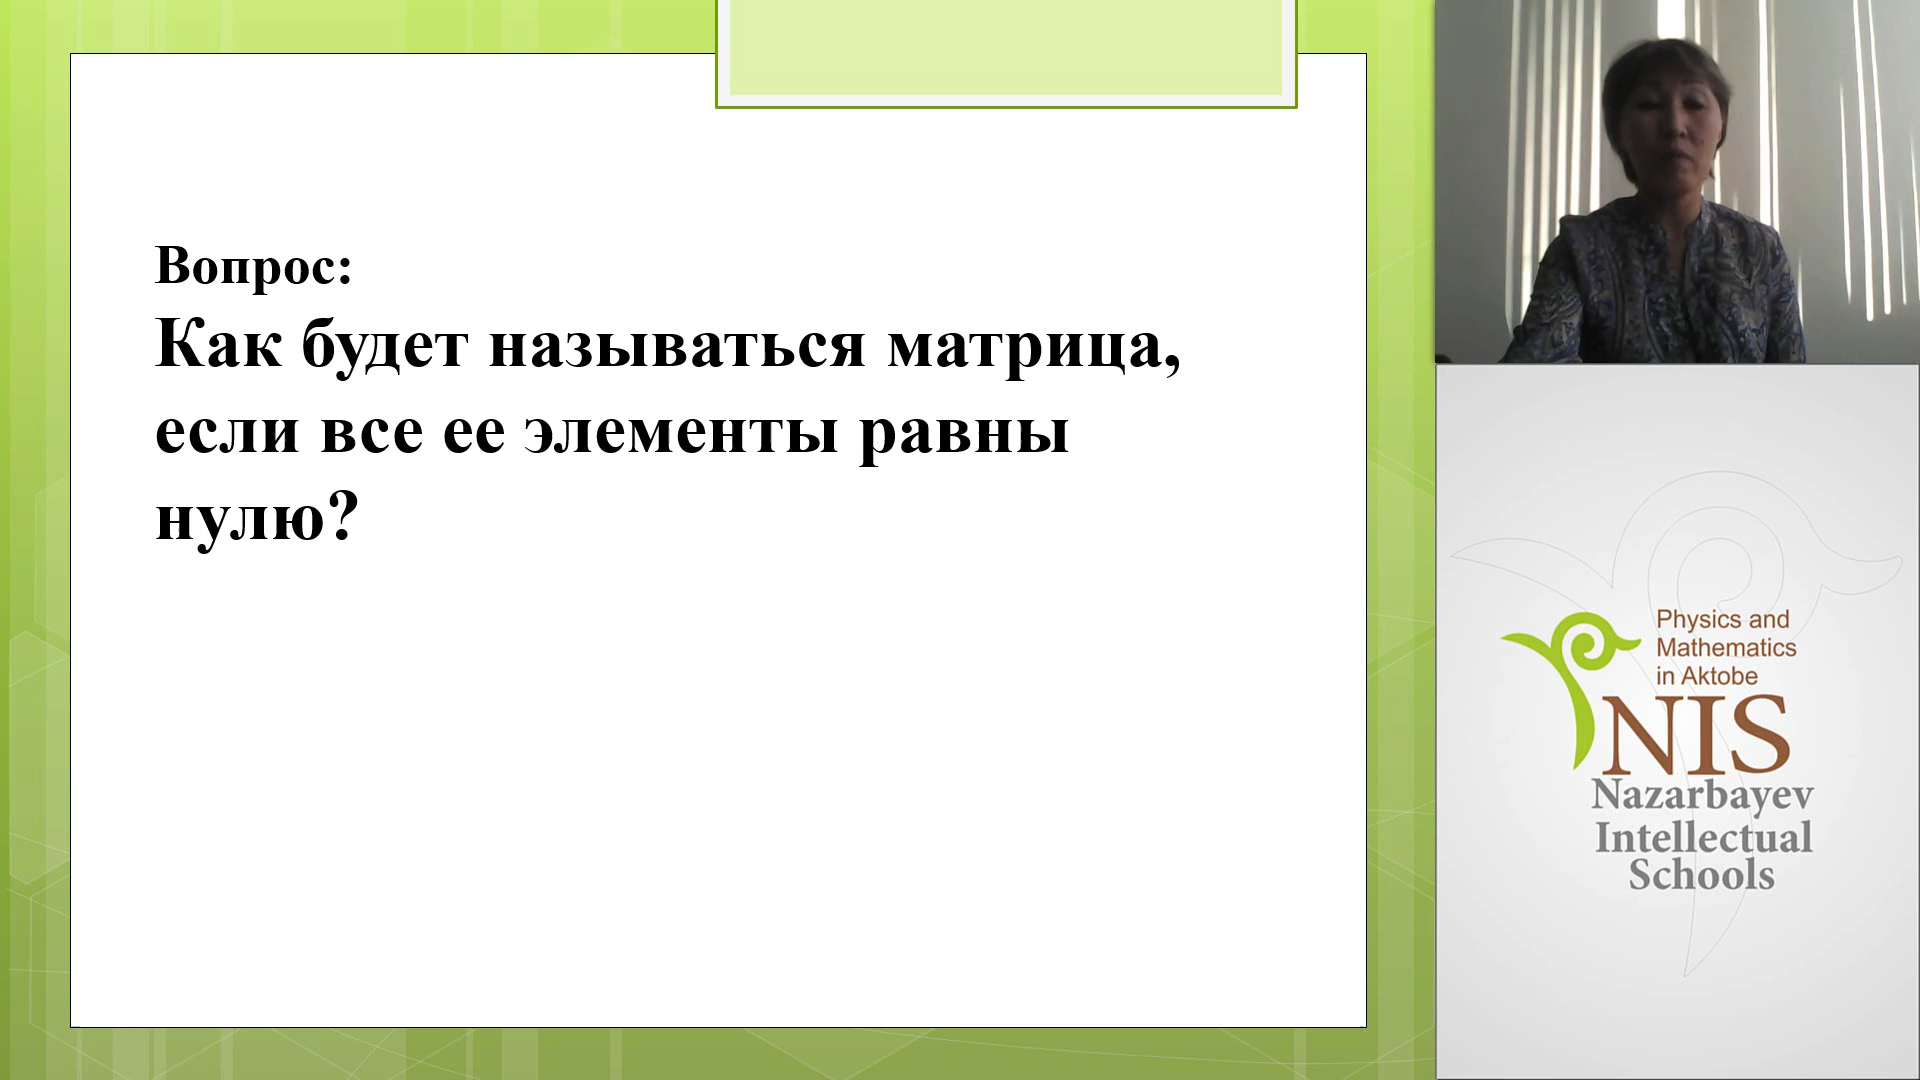 Вопрос:
Как будет называться матрица,
если все ее элементы равны
нулю?
Physics and
Mathematics
in Aktobe
NIS
Nazarbayev
Intellectual
Schools